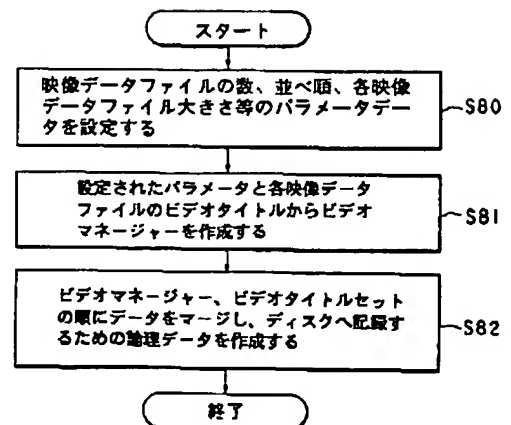 スタート
映像データファイルの数、並べ順、各映像
データファイル大きさ等のパラメータデー
タを設定する
S80
設定されたパラメータと各映像データ
ファイルのビデオタイトルからビデオ
マネージャーを作成する
S81
ビデオマネージャー、ビデオタイトルセット
の順にデータをマージし、ディスクへ記録す
るための論理データを作成する
S82
終了